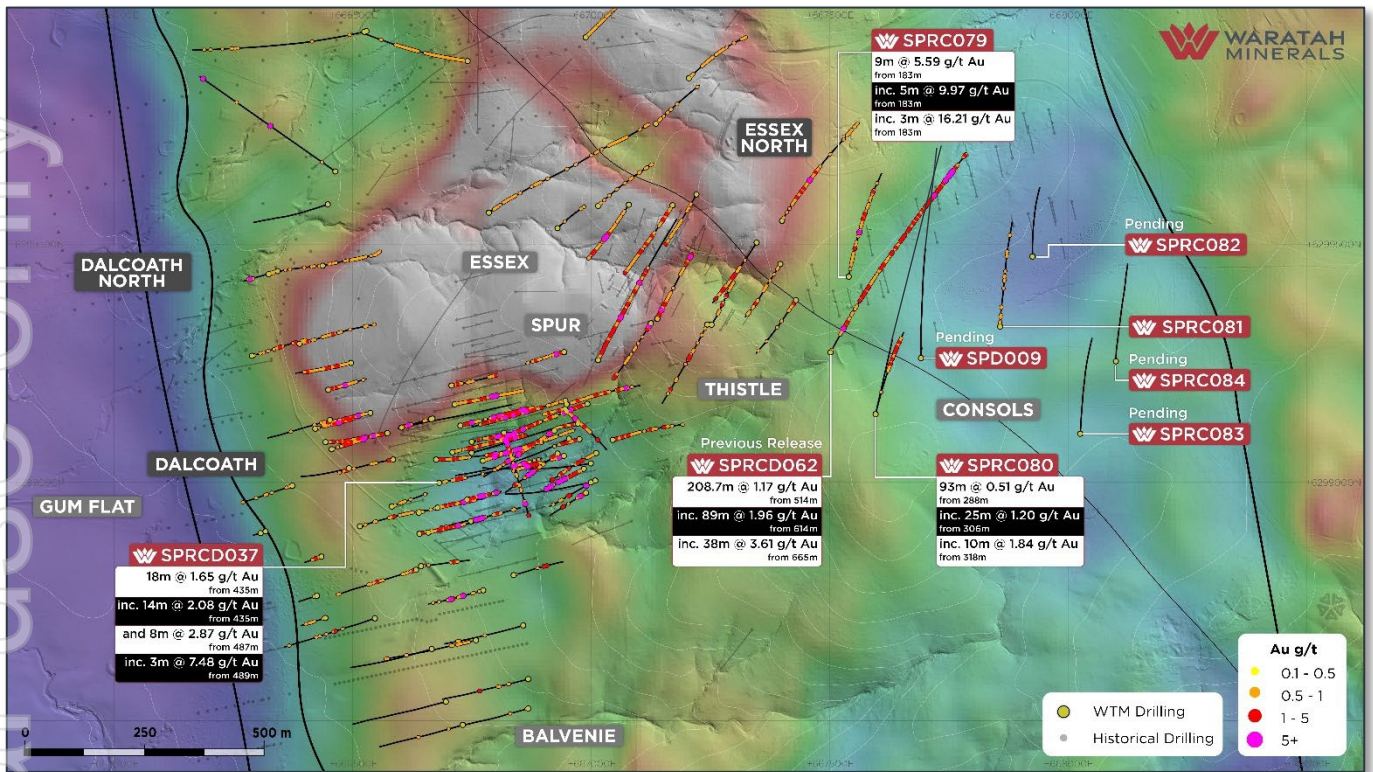 WARATAH
MINERALS
SPRC079
9m @ 5.59 g/t Au
from 183m
inc. 5m @ 9.97 g/t Au
from 183m
inc. 3m @ 16.21 g/t Au
from 183m
ESSEX
NORTH
ESSEX
SPUR
DALCOATH
NORTH
Pending
SPRC082
SPRC081
Pending
SPD009
Pending
SPRC084
THISTLE
CONSOLS
Pending
SPRC083
DALCOATH
GUM FLAT
Previous Release
SPRCD062
208.7m @ 1.17 g/t Au
from 514m
inc. 89m @ 1.96 g/t Au
from 614m
inc. 38m @ 3.61 g/t Au
from 665m
SPRC080
93m @ 0.51 g/t Au
from 288m
inc. 25m @ 1.20 g/t Au
from 306m
inc. 10m @ 1.84 g/t Au
from 318m
SPRCD037
18m @ 1.65 g/t Au
from 435m
inc. 14m @ 2.08 g/t Au
from 435m
and 8m @ 2.87 g/t Au
from 487m
inc. 3m @ 7.48 g/t Au
from 489m
BALVENIE
0 250 500 m
WTM Drilling
Historical Drilling
Au g/t
0.1 - 0.5
0.5 - 1
1 - 5
5+